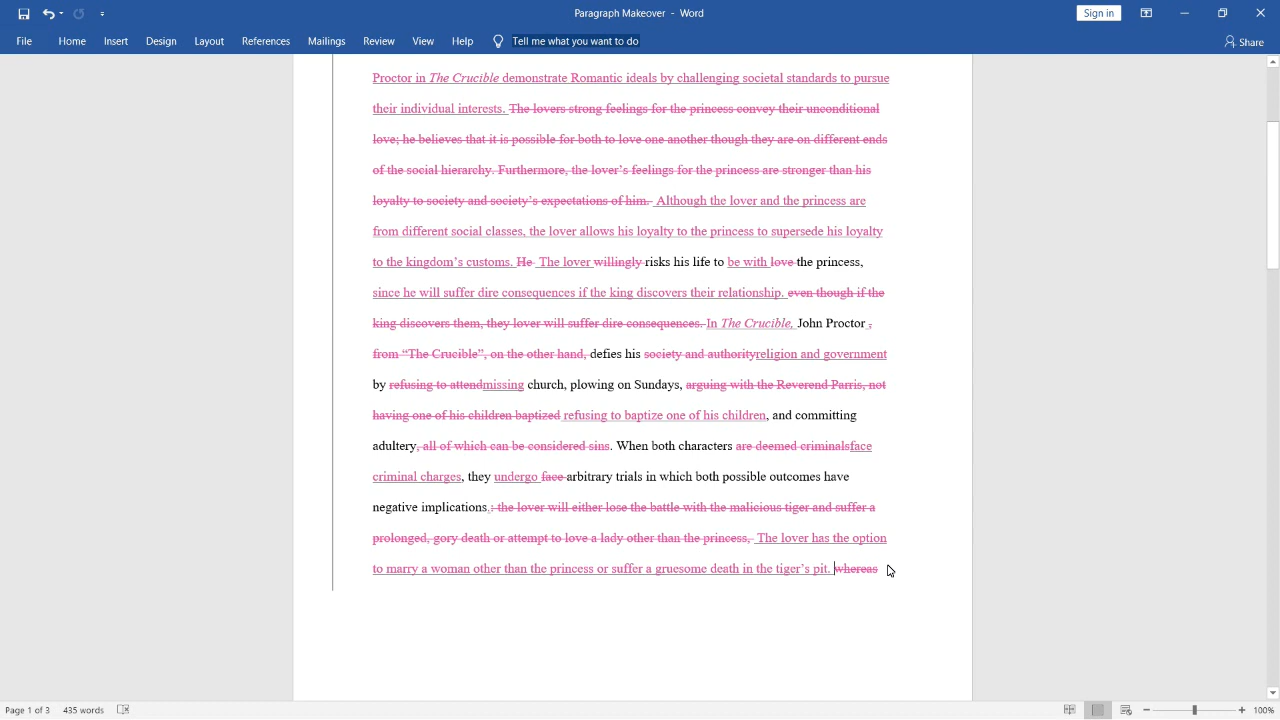 Paragraph Makeover - Word
Sign in
File Home Insert Design Layout References Mailings Review View Help Tell me what you want to do Share
Proctor in The Crucible demonstrate Romantic ideals by challenging societal standards to pursue
their individual interests. The lovers strong feelings for the princess convey their unconditional
love; he believes that it is possible for both to love one another though they are on different ends
of the social hierarchy. Furthermore, the lover’s feelings for the princess are stronger than his
loyalty to society and society’s expectations of him. Although the lover and the princess are
from different social classes, the lover allows his loyalty to the princess to supersede his loyalty
to the kingdom’s customs. He The lover willingly risks his life to be with love the princess,
since he will suffer dire consequences if the king discovers their relationship. even though if the
king discovers them, they lover will suffer dire consequences. In The Crucible, John Proctor ,
from “The Crucible”, on the other hand, defies his society and authorityreligion and government
by refusing to attendmissing church, plowing on Sundays, arguing with the Reverend Parris, not
having one of his children baptized refusing to baptize one of his children, and committing
adultery, all of which can be considered sins. When both characters are deemed criminalsface
criminal charges, they undergo face arbitrary trials in which both possible outcomes have
negative implications.: the lover will either lose the battle with the malicious tiger and suffer a
prolonged, gory death or attempt to love a lady other than the princess, The lover has the option
to marry a woman other than the princess or suffer a gruesome death in the tiger’s pit. whereas
Page 1 of 3 435 words 100%